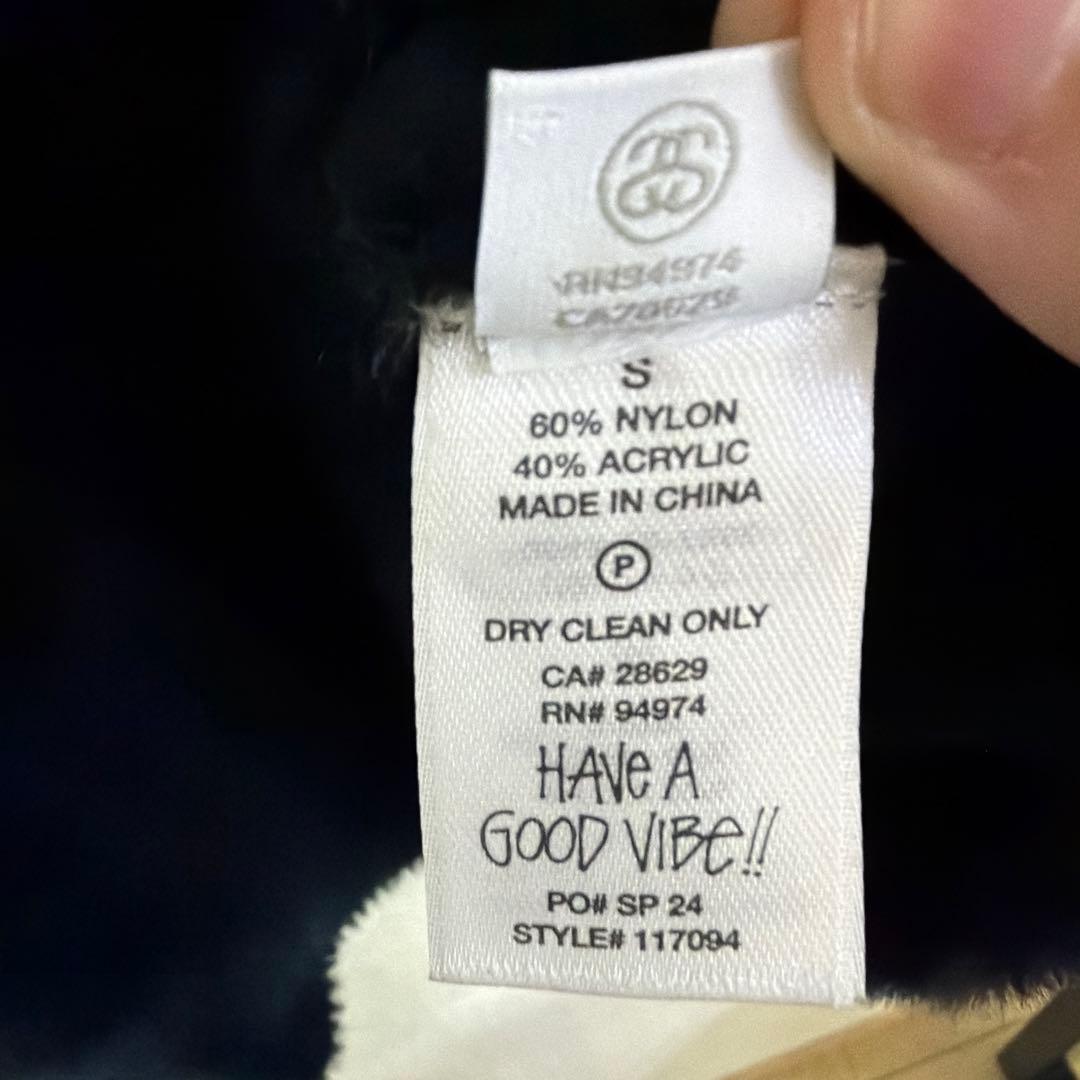 RN94974
S
60% NYLON
40% ACRYLIC
MADE IN CHINA
P
DRY CLEAN ONLY
CA# 28629
RN# 94974
HAVe A
GOOD VIBe!!
PO# SP 24
STYLE# 117094